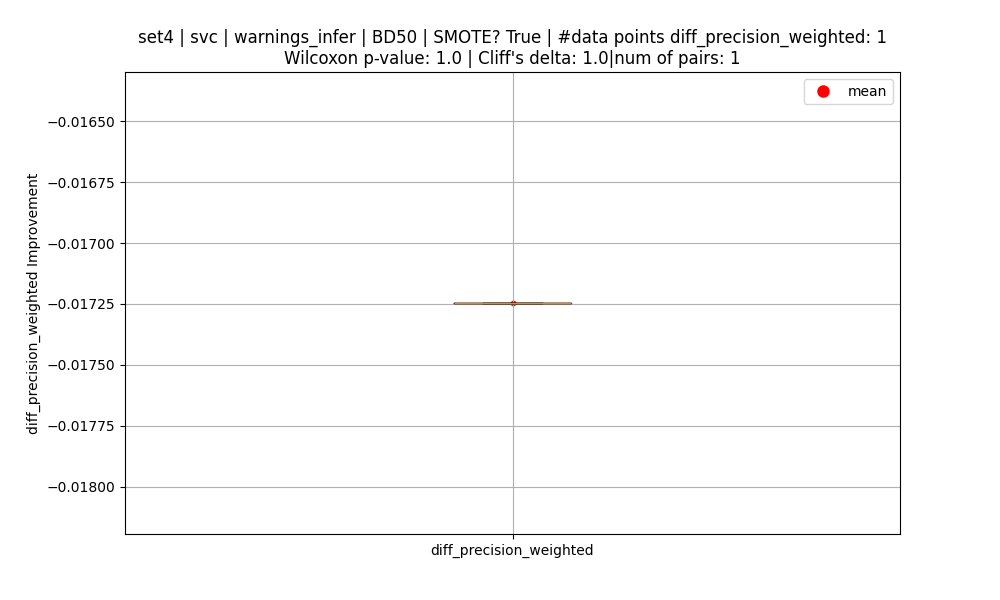 set4 | svc | warnings_infer | BD50 | SMOTE? True | #data points diff_precision_weighted: 1
Wilcoxon p-value: 1.0 | Cliff's delta: 1.0|num of pairs: 1
mean
−0.01650
−0.01675
−0.01700
−0.01725
−0.01750
−0.01775
−0.01800
diff_precision_weighted Improvement
diff_precision_weighted